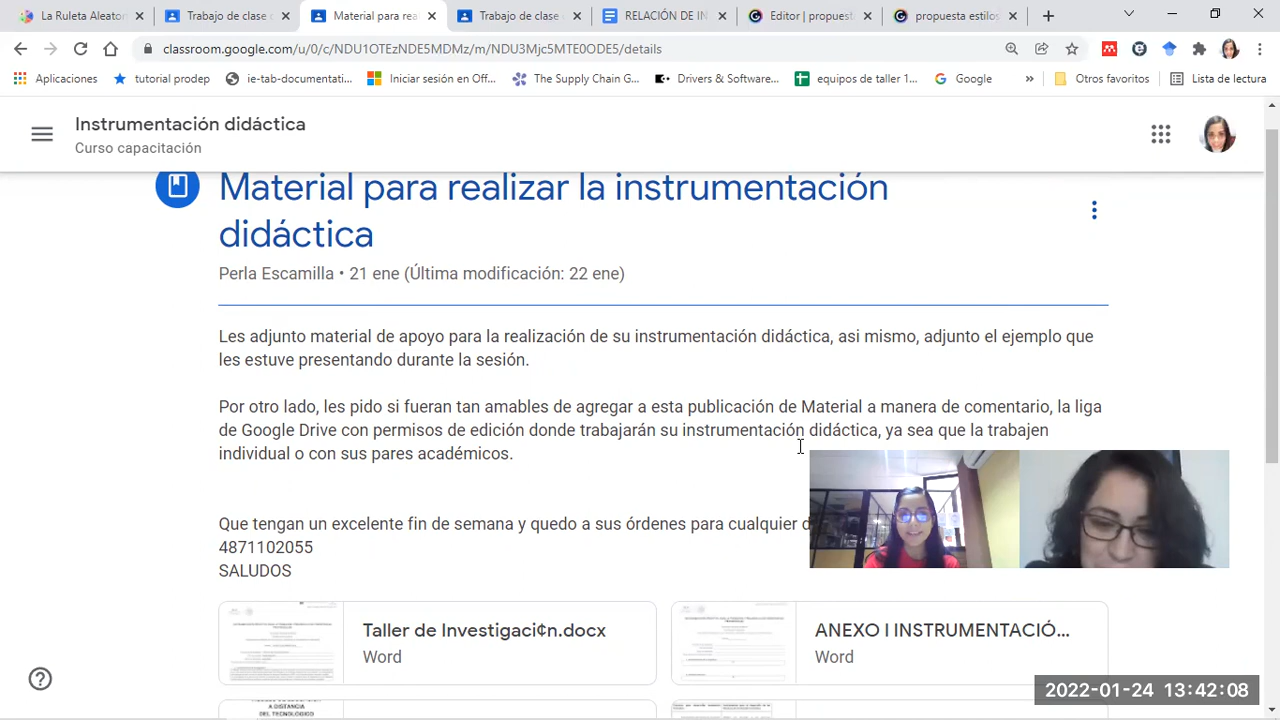 La Ruleta Aleato
Trabajo de clase d
Material para rea
Trabajo de clase d
RELACIÓN DE IN
Editor | propuest
propuesta estilos
classroom.google.com/u/0/c/NDU1OTEzNDE5MDMz/m/NDU3Mjc5MTE0ODE5/details
Aplicaciones
tutorial prodep
ie-tab-documentati...
Iniciar sesión en Off...
The Supply Chain G...
Drivers & Software...
equipos de taller 1...
Google
»
Otros favoritos
Lista de lectura
Instrumentación didáctica
Curso capacitación
Material para realizar la instrumentación
didáctica
Perla Escamilla • 21 ene (Última modificación: 22 ene)
Les adjunto material de apoyo para la realización de su instrumentación didáctica, asi mismo, adjunto el ejemplo que
les estuve presentando durante la sesión.
Por otro lado, les pido si fueran tan amables de agregar a esta publicación de Material a manera de comentario, la liga
de Google Drive con permisos de edición donde trabajarán su instrumentación didáctica, ya sea que la trabajen
individual o con sus pares académicos.
Que tengan un excelente fin de semana y quedo a sus órdenes para cualquier d
4871102055
SALUDOS
Taller de Investigacion.docx
Word
ANEXO I INSTRUMENTACIÓ...
Word
A DISTANCIA
DEL TECNOLÓGICO
2022-01-24 13:42:08